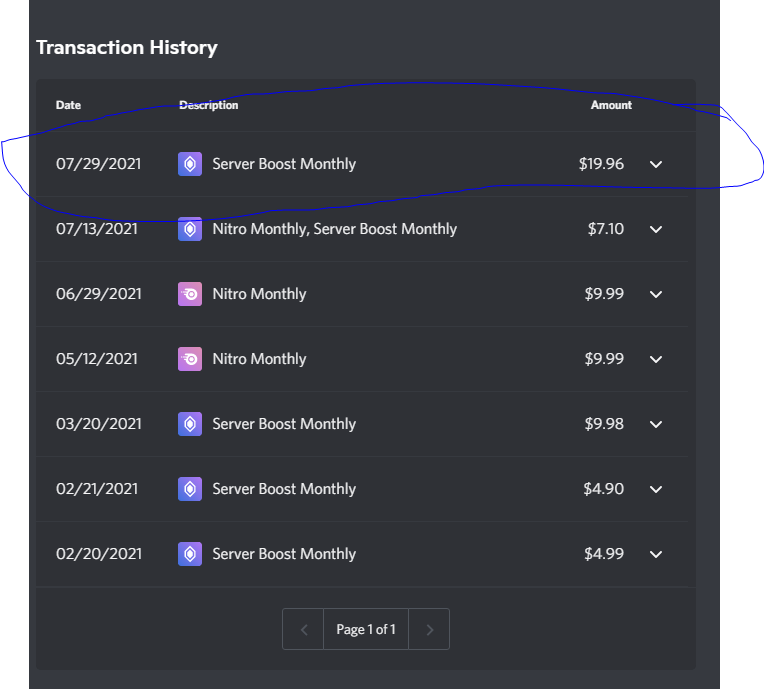 Transaction History
Date Description Amount
07/29/2021 Server Boost Monthly $19.96
07/13/2021 Nitro Monthly, Server Boost Monthly $7.10
06/29/2021 Nitro Monthly $9.99
05/12/2021 Nitro Monthly $9.99
03/20/2021 Server Boost Monthly $9.98
02/21/2021 Server Boost Monthly $4.90
02/20/2021 Server Boost Monthly $4.99
Page 1 of 1